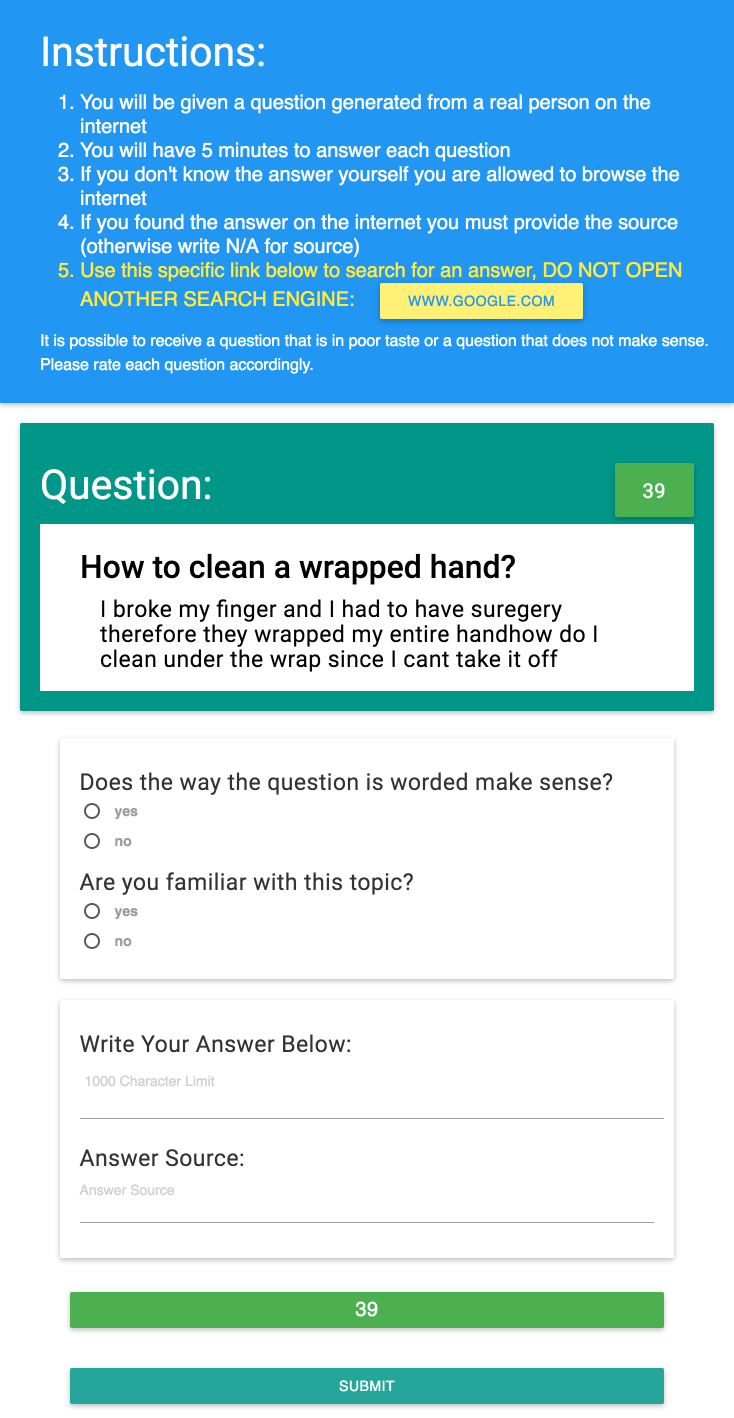 Instructions:
1. You will be given a question generated from a real person on the
internet
2. You will have 5 minutes to answer each question
3. If you don't know the answer yourself you are allowed to browse the
internet
4. If you found the answer on the internet you must provide the source
(otherwise write N/A for source)
5. Use this specific link below to search for an answer, DO NOT OPEN
ANOTHER SEARCH ENGINE: WWW.GOOGLE.COM
It is possible to receive a question that is in poor taste or a question that does not make sense.
Please rate each question accordingly.
Question:
39
How to clean a wrapped hand?
I broke my finger and I had to have suregery
therefore they wrapped my entire handhow do I
clean under the wrap since I cant take it off
Does the way the question is worded make sense?
yes
no
Are you familiar with this topic?
yes
no
Write Your Answer Below:
1000 Character Limit
Answer Source:
Answer Source
39
SUBMIT